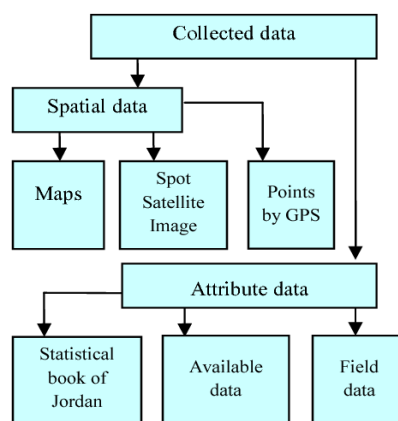 Collected data
Spatial data
Maps
Spot
Satellite
Image
Points
by GPS
Attribute data
Statistical
book of
Jordan
Available
data
Field
data